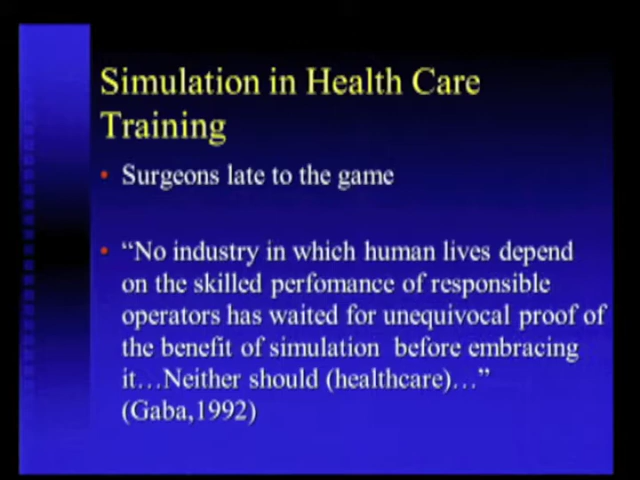 Simulation in Health Care
Training
• Surgeons late to the game
• “No industry in which human lives depend
on the skilled perfomance of responsible
operators has waited for unequivocal proof of
the benefit of simulation before embracing
it…Neither should (healthcare)…”
(Gaba,1992)